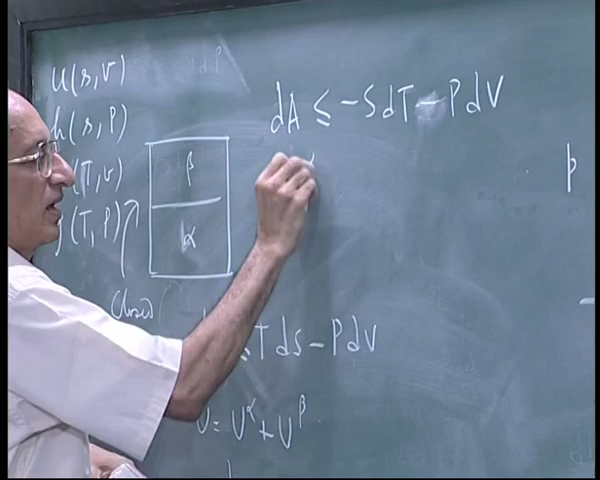 u(s,v)
h(s,P)
(T,v)
g(T,P)
β
α
Closed
dA ≤ -SdT - PdV
TdS - PdV
U = U^α + U^β
p